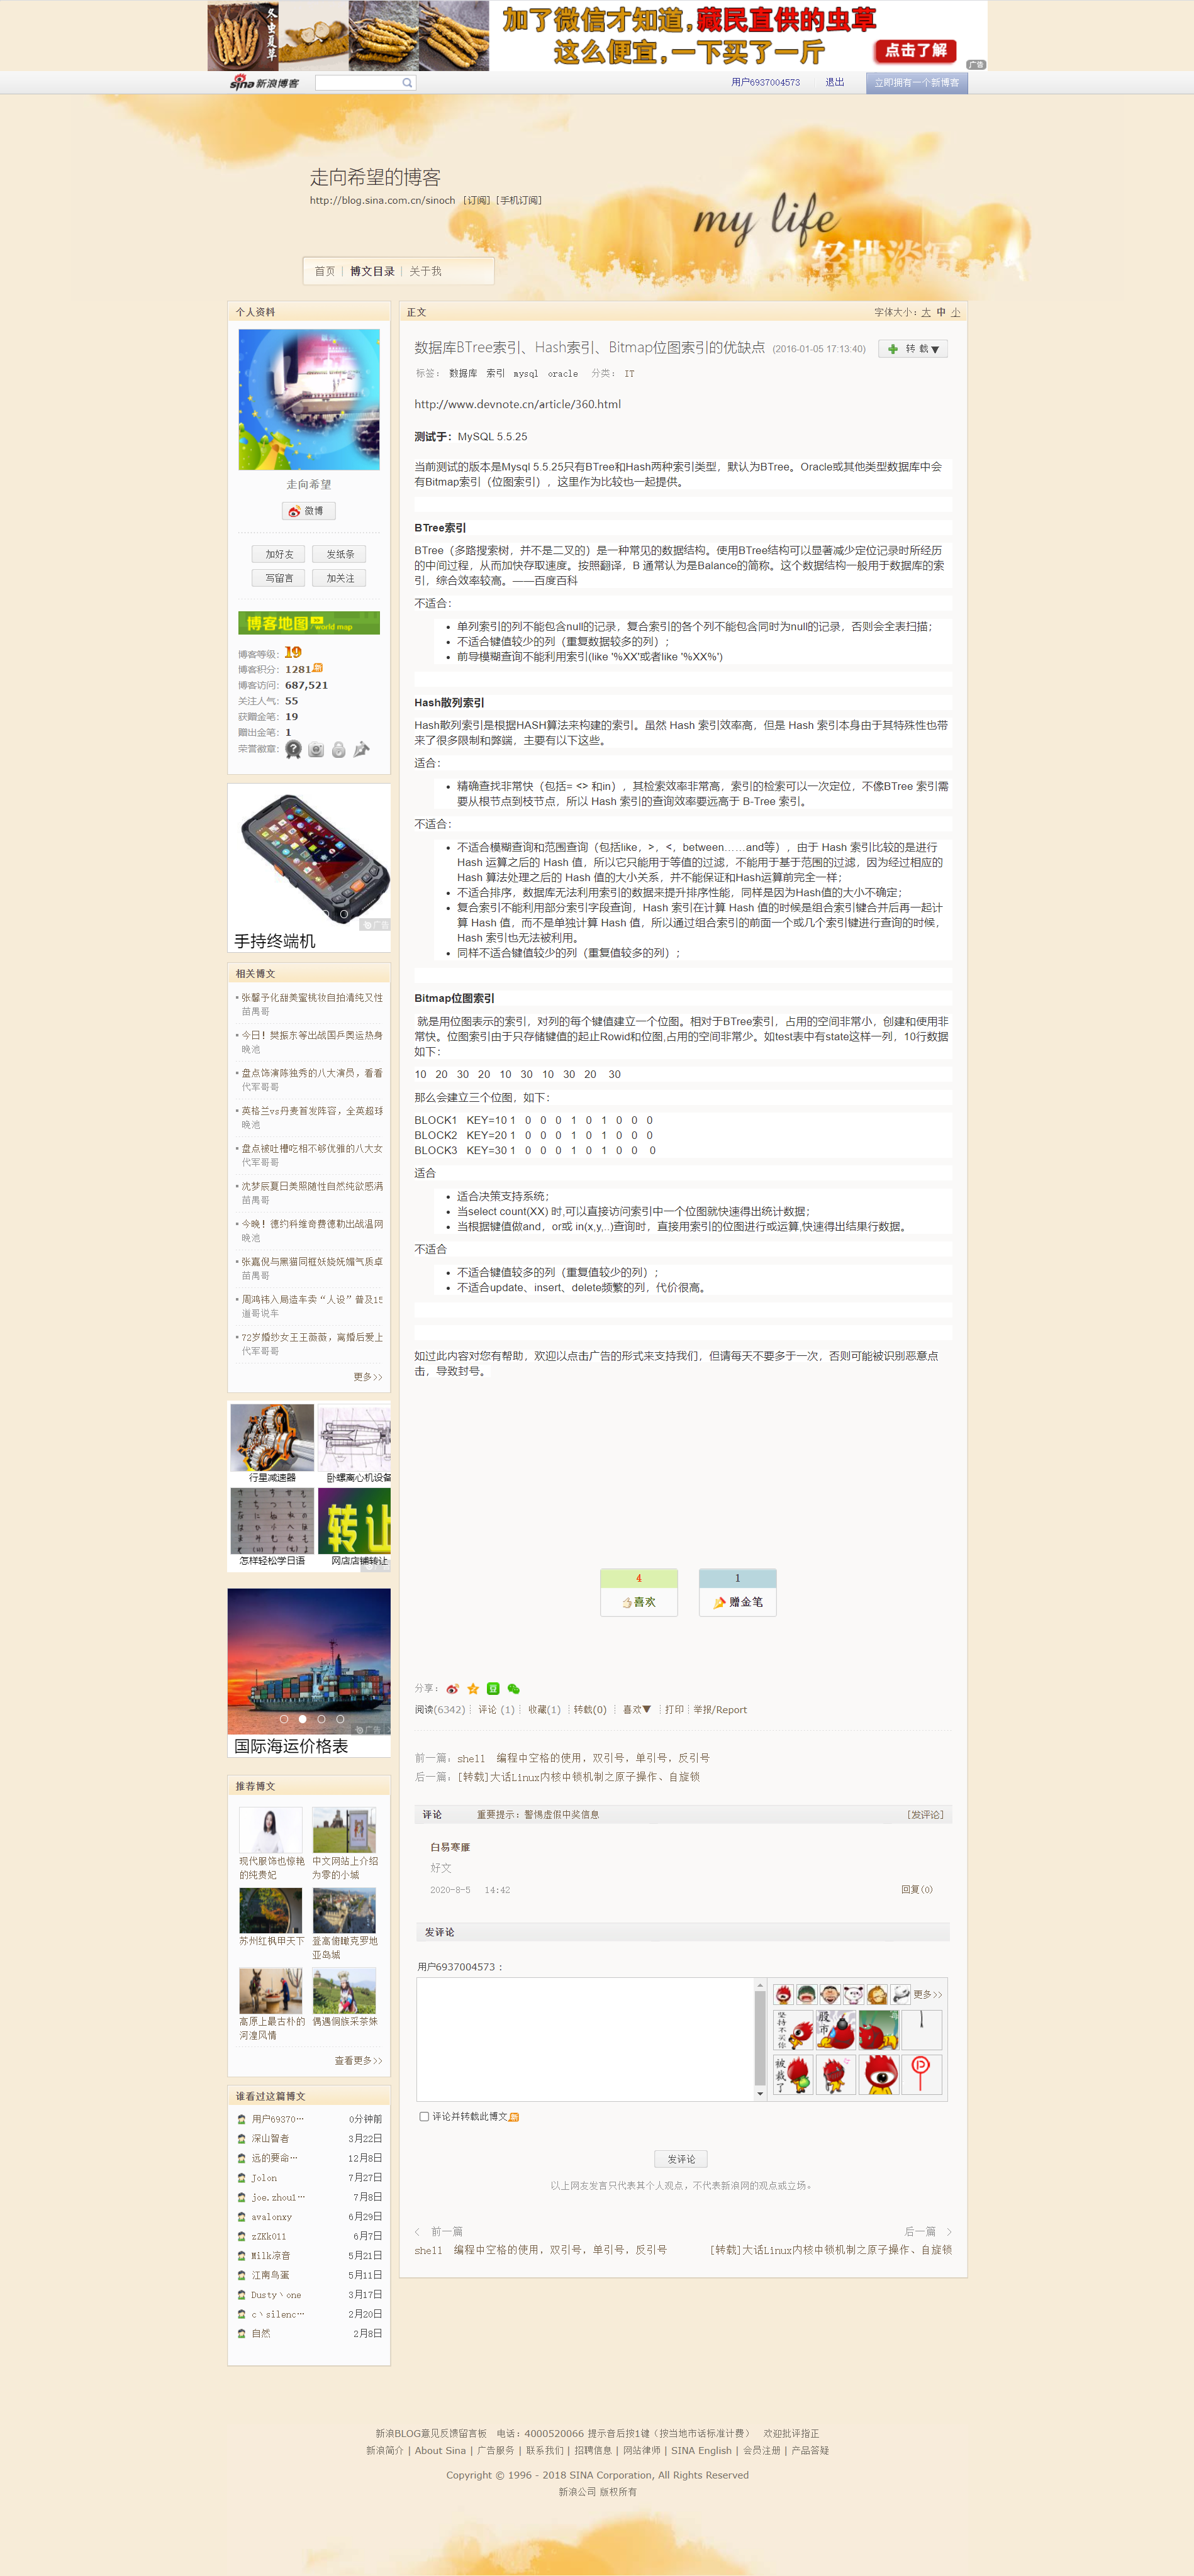 冬虫夏草
加了微信才知道,藏民直供的虫草
这么便宜,一下买了一斤
点击了解
广告
sina 新浪博客
用户6937004573
退出
立即拥有一个新博客
走向希望的博客
http://blog.sina.com.cn/sinoch [订阅] [手机订阅]
my life
轻描淡写
首页 博文目录 关于我
个人资料
走向希望
微博
加好友 发纸条
写留言 加关注
博客地图 world map
博客等级: 19
博客积分: 1281
博客访问: 687,521
关注人气: 55
获赠金笔: 19
赠出金笔: 1
荣誉徽章:
广告
手持终端机
相关博文
张馨予化甜美蜜桃妆自拍清纯又性
苗禺哥
今日!樊振东等出战国乒奥运热身
晚池
盘点饰演陈独秀的八大演员,看看
代军哥哥
英格兰vs丹麦首发阵容,全英超球
晚池
盘点被吐槽吃相不够优雅的八大女
代军哥哥
沈梦辰夏日美照随性自然纯欲感满
苗禺哥
今晚!德约科维奇费德勒出战温网
晚池
张嘉倪与黑猫同框妖娆妩媚气质卓
苗禺哥
周鸿祎入局造车卖“人设”普及15
道哥说车
72岁婚纱女王王薇薇,离婚后爱上
代军哥哥
更多>>
行星减速器 卧螺离心机设备
转让
怎样轻松学日语 网店店铺转让
广告
国际海运价格表
推荐博文
现代服饰也惊艳的纯贵妃
中文网站上介绍为零的小城
苏州红枫甲天下
登高俯瞰克罗地亚岛城
高原上最古朴的河湟风情
偶遇侗族采茶妹
查看更多>>
谁看过这篇博文
用户69370… 0分钟前
深山智者 3月22日
远的要命… 12月8日
Jolon 7月27日
joe.zhou1… 7月8日
avalonxy 6月29日
zZKk011 6月7日
Milk凉音 5月21日
江南鸟蛋 5月11日
Dusty丶one 3月17日
c丶silenc… 2月20日
自然 2月8日
正文
字体大小:大 中 小
数据库BTree索引、Hash索引、Bitmap位图索引的优缺点 (2016-01-05 17:13:40)
转载▼
标签: 数据库 索引 mysql oracle 分类: IT
http://www.devnote.cn/article/360.html
测试于:MySQL 5.5.25
当前测试的版本是Mysql 5.5.25只有BTree和Hash两种索引类型,默认为BTree。Oracle或其他类型数据库中会
有Bitmap索引(位图索引),这里作为比较也一起提供。
BTree索引
BTree(多路搜索树,并不是二叉的)是一种常见的数据结构。使用BTree结构可以显著减少定位记录时所经历
的中间过程,从而加快存取速度。按照翻译,B 通常认为是Balance的简称。这个数据结构一般用于数据库的索
引,综合效率较高。——百度百科
不适合:
单列索引的列不能包含null的记录,复合索引的各个列不能包含同时为null的记录,否则会全表扫描;
不适合键值较少的列(重复数据较多的列);
前导模糊查询不能利用索引(like '%XX'或者like '%XX%')
Hash散列索引
Hash散列索引是根据HASH算法来构建的索引。虽然 Hash 索引效率高,但是 Hash 索引本身由于其特殊性也带
来了很多限制和弊端,主要有以下这些。
适合:
精确查找非常快(包括= <> 和in),其检索效率非常高,索引的检索可以一次定位,不像BTree 索引需
要从根节点到枝节点,所以 Hash 索引的查询效率要远高于 B-Tree 索引。
不适合:
不适合模糊查询和范围查询(包括like,>,<,between……and等),由于 Hash 索引比较的是进行
Hash 运算之后的 Hash 值,所以它只能用于等值的过滤,不能用于基于范围的过滤,因为经过相应的
Hash 算法处理之后的 Hash 值的大小关系,并不能保证和Hash运算前完全一样;
不适合排序,数据库无法利用索引的数据来提升排序性能,同样是因为Hash值的大小不确定;
复合索引不能利用部分索引字段查询,Hash 索引在计算 Hash 值的时候是组合索引键合并后再一起计
算 Hash 值,而不是单独计算 Hash 值,所以通过组合索引的前面一个或几个索引键进行查询的时候,
Hash 索引也无法被利用。
同样不适合键值较少的列(重复值较多的列);
Bitmap位图索引
就是用位图表示的索引,对列的每个键值建立一个位图。相对于BTree索引,占用的空间非常小,创建和使用非
常快。位图索引由于只存储键值的起止Rowid和位图,占用的空间非常少。如test表中有state这样一列,10行数据
如下:
10 20 30 20 10 30 10 30 20 30
那么会建立三个位图,如下:
BLOCK1 KEY=10 1 0 0 0 1 0 1 0 0 0
BLOCK2 KEY=20 1 0 0 0 1 0 1 0 0 0
BLOCK3 KEY=30 1 0 0 0 1 0 1 0 0 0
适合
适合决策支持系统;
当select count(XX) 时,可以直接访问索引中一个位图就快速得出统计数据;
当根据键值做and,or或 in(x,y,..)查询时,直接用索引的位图进行或运算,快速得出结果行数据。
不适合
不适合键值较多的列(重复值较少的列);
不适合update、insert、delete频繁的列,代价很高。
如过此内容对您有帮助,欢迎以点击广告的形式来支持我们,但请每天不要多于一次,否则可能被识别恶意点
击,导致封号。
4 1
喜欢 赠金笔
分享:
阅读(6342) 评论 (1) 收藏(1) 转载(0) 喜欢▼ 打印 举报/Report
前一篇:shell 编程中空格的使用,双引号,单引号,反引号
后一篇:[转载]大话Linux内核中锁机制之原子操作、自旋锁
评论 重要提示:警惕虚假中奖信息 [发评论]
白易寒雁
好文
2020-8-5 14:42 回复(0)
发评论
用户6937004573:
更多>>
坚持不买你 股市
被裁了
评论并转载此博文
发评论
以上网友发言只代表其个人观点,不代表新浪网的观点或立场。
< 前一篇 后一篇 >
shell 编程中空格的使用,双引号,单引号,反引号 [转载]大话Linux内核中锁机制之原子操作、自旋锁
新浪BLOG意见反馈留言板 电话:4000520066 提示音后按1键(按当地市话标准计费) 欢迎批评指正
新浪简介 | About Sina | 广告服务 | 联系我们 | 招聘信息 | 网站律师 | SINA English | 会员注册 | 产品答疑
Copyright © 1996 - 2018 SINA Corporation, All Rights Reserved
新浪公司 版权所有